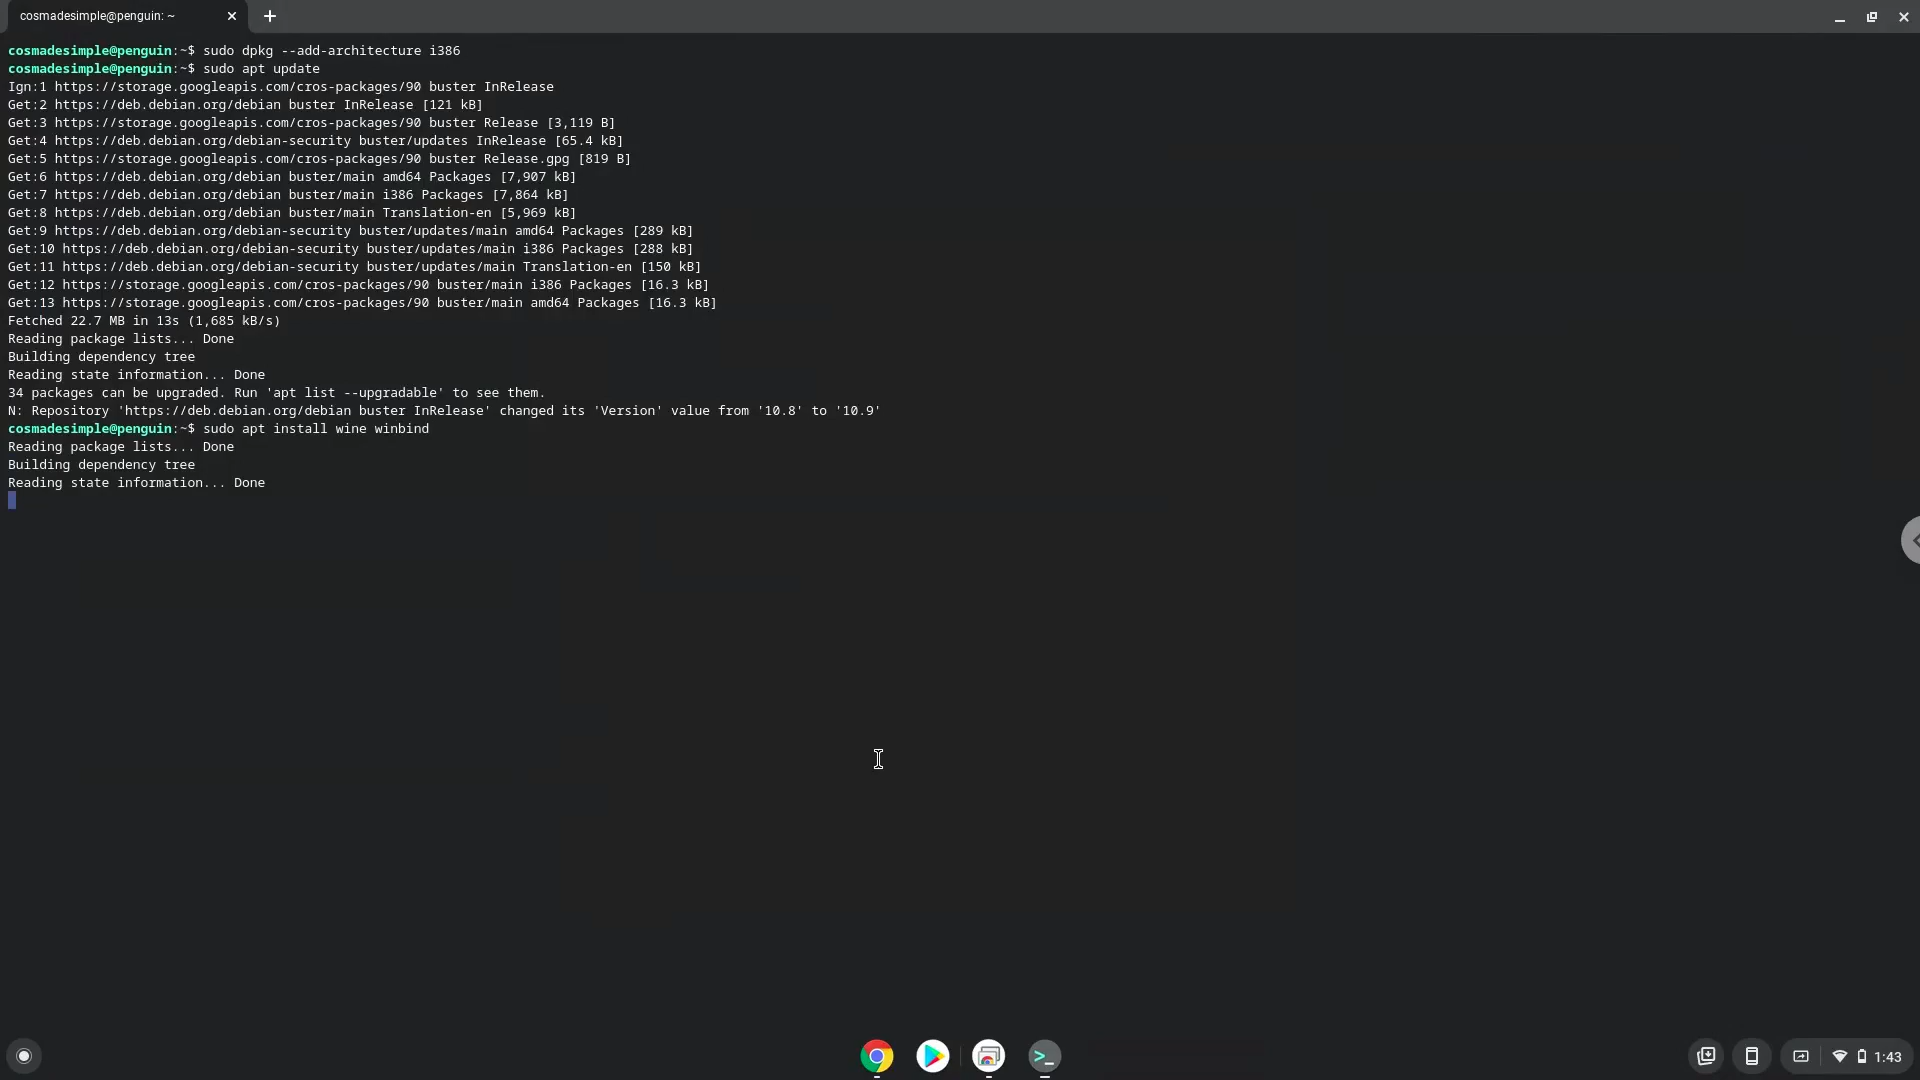 cosmadesimple@penguin: ~
cosmadesimple@penguin:~$ sudo dpkg --add-architecture i386
cosmadesimple@penguin:~$ sudo apt update
Ign:1 https://storage.googleapis.com/cros-packages/90 buster InRelease
Get:2 https://deb.debian.org/debian buster InRelease [121 kB]
Get:3 https://storage.googleapis.com/cros-packages/90 buster Release [3,119 B]
Get:4 https://deb.debian.org/debian-security buster/updates InRelease [65.4 kB]
Get:5 https://storage.googleapis.com/cros-packages/90 buster Release.gpg [819 B]
Get:6 https://deb.debian.org/debian buster/main amd64 Packages [7,907 kB]
Get:7 https://deb.debian.org/debian buster/main i386 Packages [7,864 kB]
Get:8 https://deb.debian.org/debian buster/main Translation-en [5,969 kB]
Get:9 https://deb.debian.org/debian-security buster/updates/main amd64 Packages [289 kB]
Get:10 https://deb.debian.org/debian-security buster/updates/main i386 Packages [288 kB]
Get:11 https://deb.debian.org/debian-security buster/updates/main Translation-en [150 kB]
Get:12 https://storage.googleapis.com/cros-packages/90 buster/main i386 Packages [16.3 kB]
Get:13 https://storage.googleapis.com/cros-packages/90 buster/main amd64 Packages [16.3 kB]
Fetched 22.7 MB in 13s (1,685 kB/s)
Reading package lists... Done
Building dependency tree
Reading state information... Done
34 packages can be upgraded. Run 'apt list --upgradable' to see them.
N: Repository 'https://deb.debian.org/debian buster InRelease' changed its 'Version' value from '10.8' to '10.9'
cosmadesimple@penguin:~$ sudo apt install wine winbind
Reading package lists... Done
Building dependency tree
Reading state information... Done
1:43